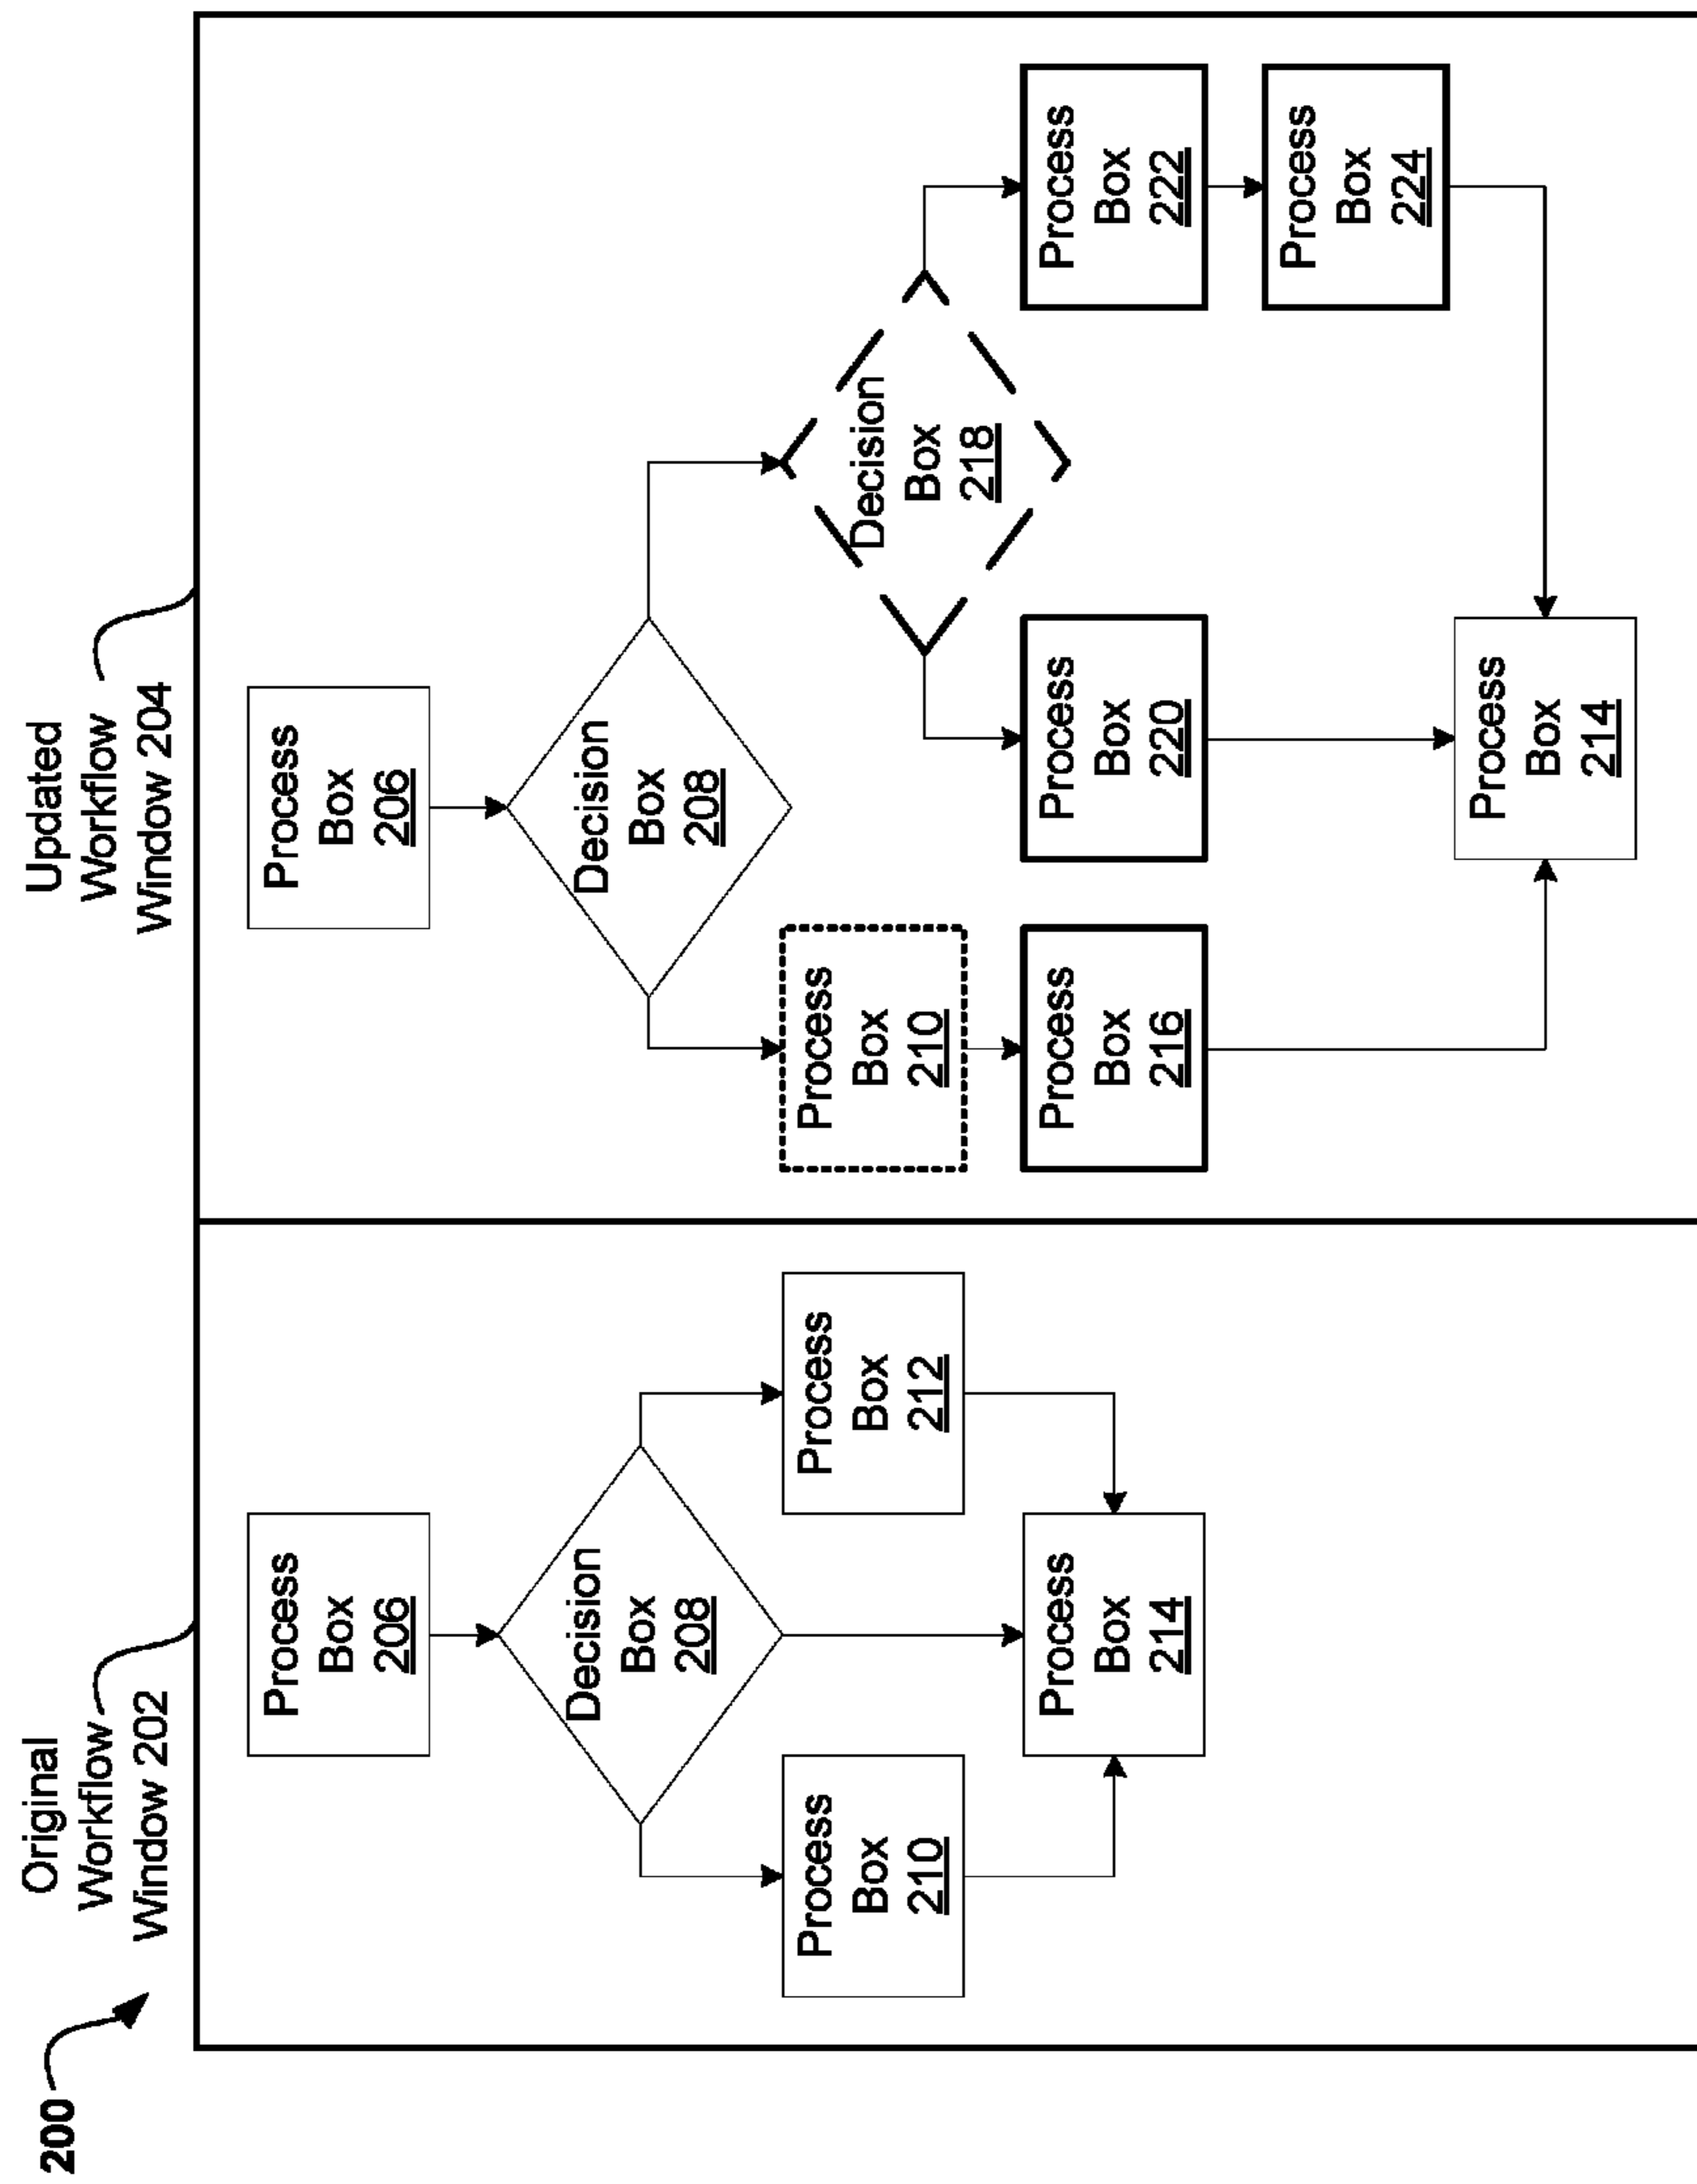 200
Original
Workflow
Window 202
Updated
Workflow
Window 204
Process
Box
206
Decision
Box
208
Process
Box
210
Process
Box
212
Process
Box
214
Process
Box
206
Decision
Box
208
Process
Box
210
Decision
Box
218
Process
Box
216
Process
Box
220
Process
Box
222
Process
Box
224
Process
Box
214